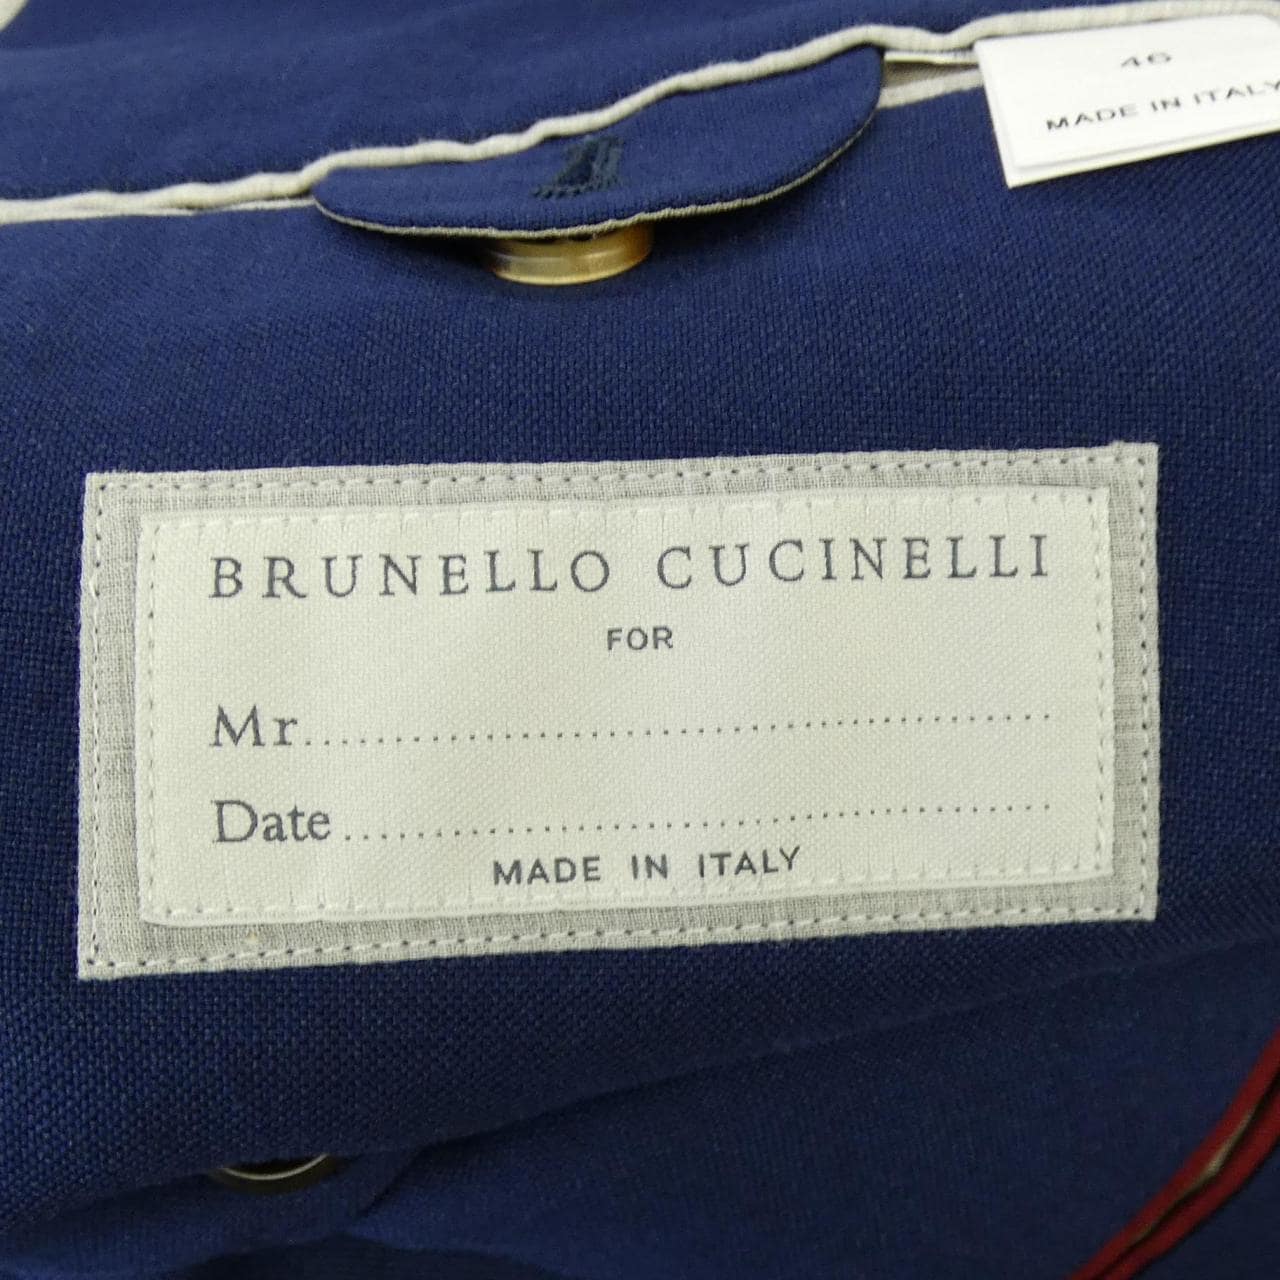 46
MADE IN ITALY
BRUNELLO CUCINELLI
FOR
Mr..............................................
Date..........................................
MADE IN ITALY